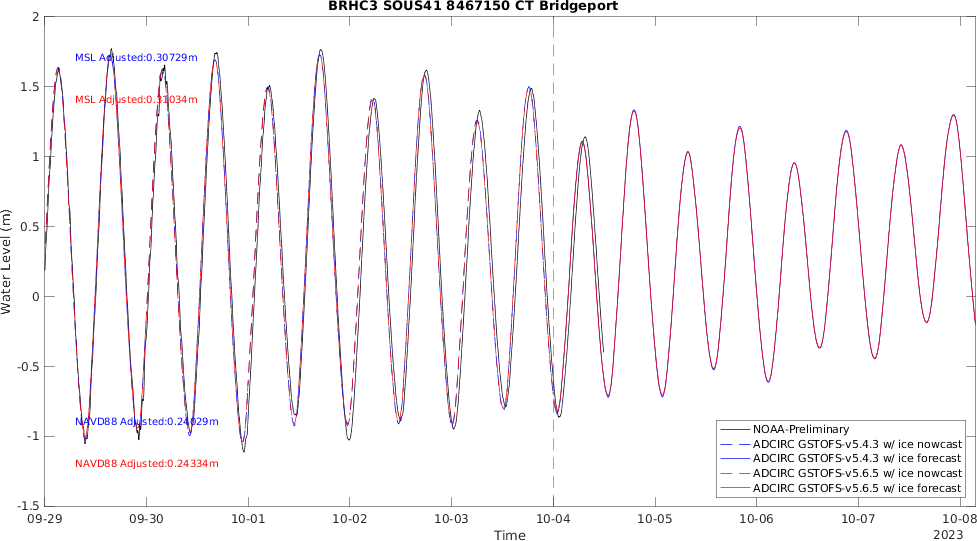 BRHC3 SOUS41 8467150 CT Bridgeport
2
MSL Adjusted:0.30729m
1.5
MSL Adjusted:0.31034m
1
0.5
0
-0.5
NAVD88 Adjusted:0.24029m
-1
NAVD88 Adjusted:0.24334m
-1.5
Water Level (m)
NOAA-Preliminary
ADCIRC GSTOFS-v5.4.3 w/ ice nowcast
ADCIRC GSTOFS-v5.4.3 w/ ice forecast
ADCIRC GSTOFS-v5.6.5 w/ ice nowcast
ADCIRC GSTOFS-v5.6.5 w/ ice forecast
09-29 09-30 10-01 10-02 10-03 10-04 10-05 10-06 10-07 10-08
Time
2023